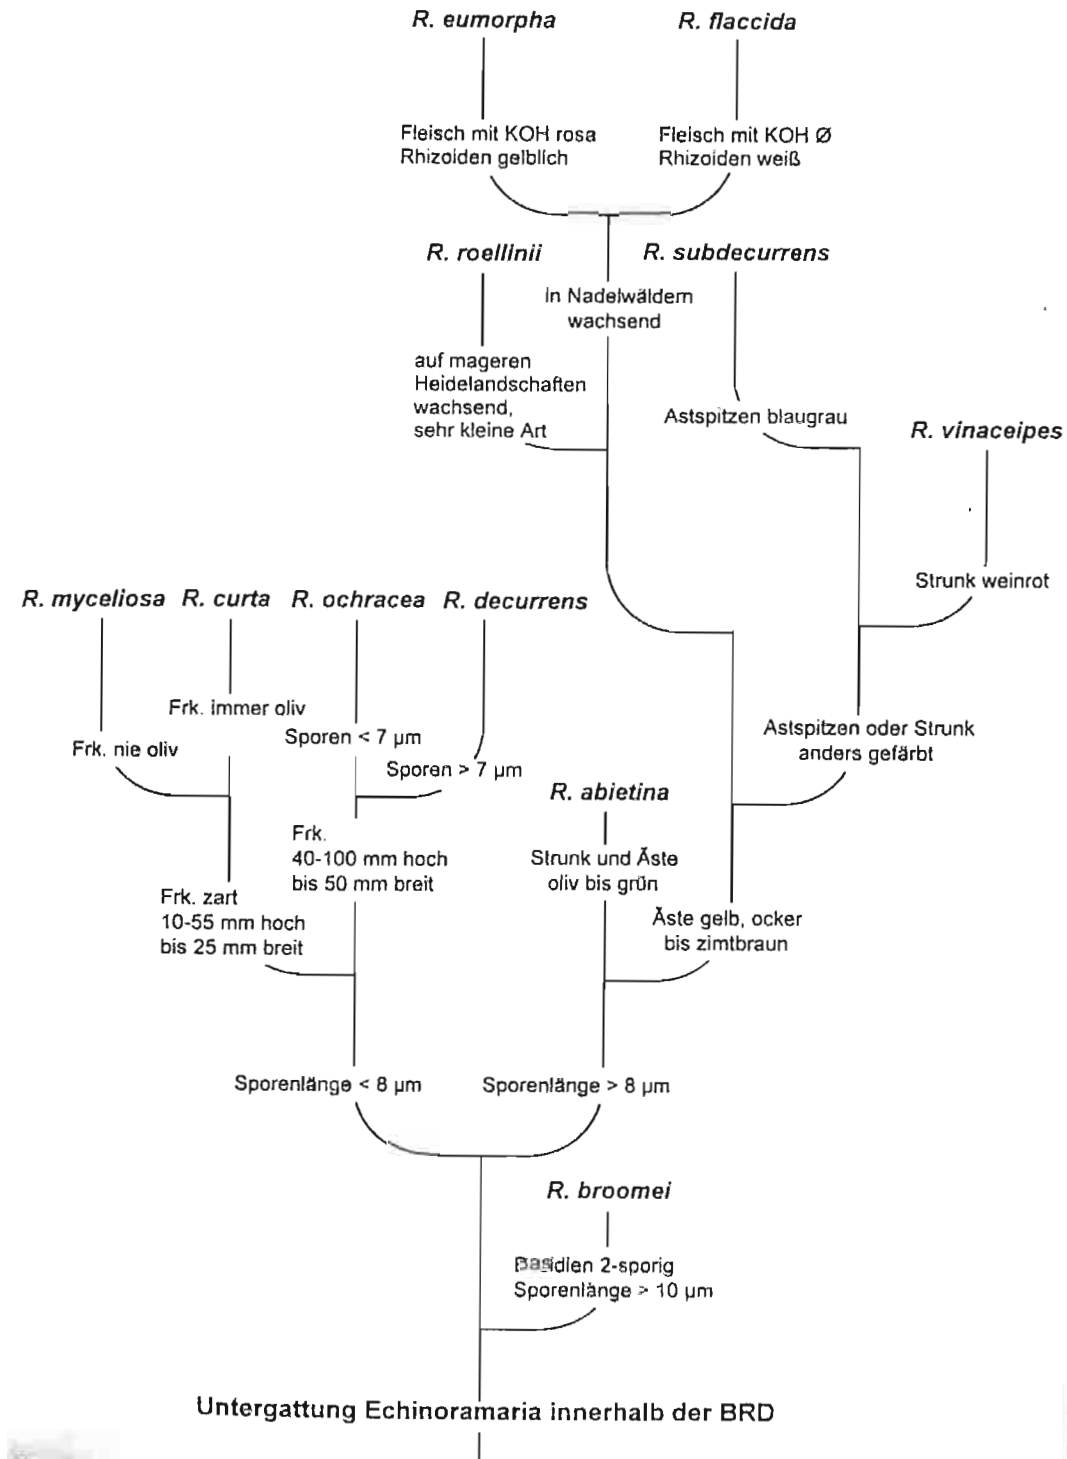 R. eumorpha
R. flaccida
Fleisch mit KOH rosa
Rhizoiden gelblich
Fleisch mit KOH Ø
Rhizoiden weiß
R. roellinii
R. subdecurrens
in Nadelwäldern
wachsend
auf mageren
Heidelandschaften
wachsend,
sehr kleine Art
Astspitzen blaugrau
R. vinaceipes
Strunk weinrot
R. myceliosa
R. curta
R. ochracea
R. decurrens
Frk. immer oliv
Frk. nie oliv
Sporen < 7 µm
Sporen > 7 µm
Astspitzen oder Strunk
anders gefärbt
R. abietina
Frk.
40-100 mm hoch
bis 50 mm breit
Strunk und Äste
oliv bis grün
Frk. zart
10-55 mm hoch
bis 25 mm breit
Äste gelb, ocker
bis zimtbraun
Sporenlänge < 8 µm
Sporenlänge > 8 µm
R. broomei
Basidien 2-sporig
Sporenlänge > 10 µm
Untergattung Echinoramaria innerhalb der BRD